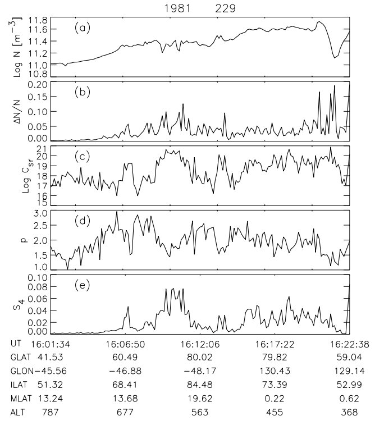 1981 229
(a)
Log N [m⁻³]
11.8
11.6
11.4
11.2
11.0
10.8
(b)
ΔN/N
0.20
0.15
0.10
0.05
0.00
(c)
Log Csr
21
20
19
18
17
16
15
(d)
p
3.0
2.5
2.0
1.5
1.0
(e)
S4
0.10
0.08
0.06
0.04
0.02
0.00
UT 16:01:34 16:06:50 16:12:06 16:17:22 16:22:38
GLAT 41.53 60.49 80.02 79.82 59.04
GLON −45.56 −46.88 −48.17 130.43 129.14
ILAT 51.32 68.41 84.48 73.39 52.99
MLAT 13.24 13.68 19.62 0.22 0.62
ALT 787 677 563 455 368